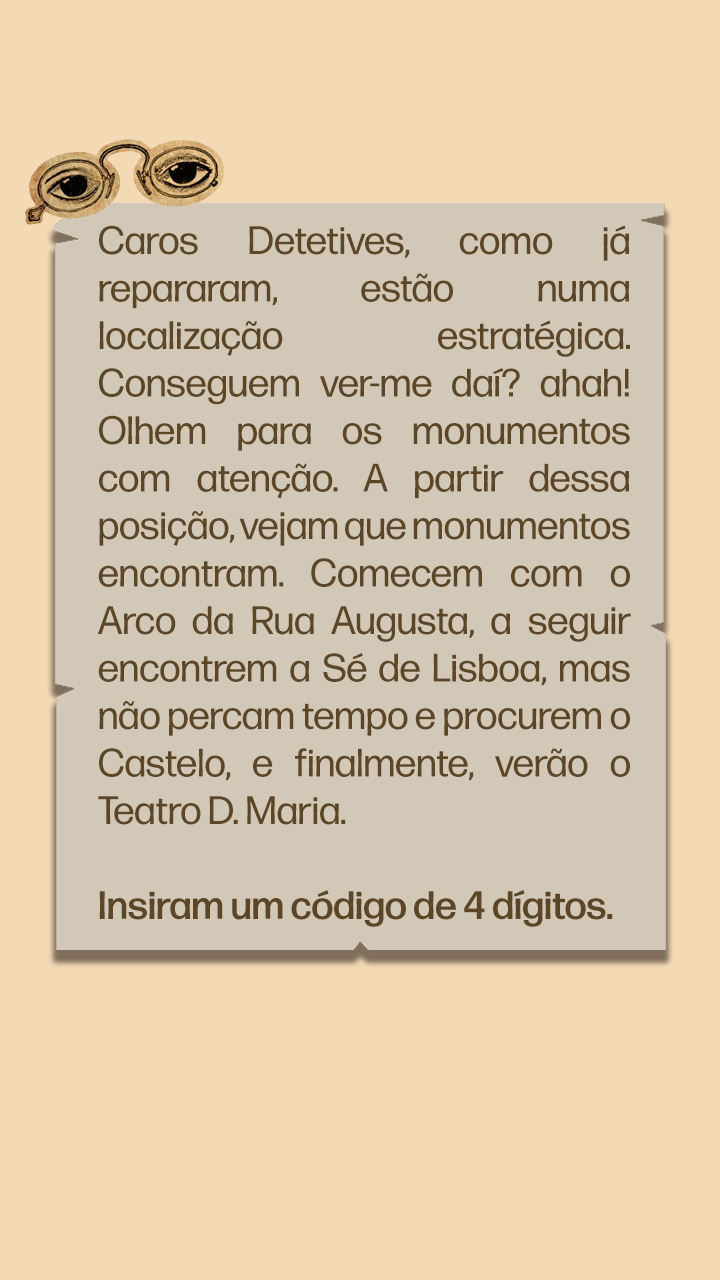 Caros Detetives, como já
repararam, estão numa
localização estratégica.
Conseguem ver-me daí? ahah!
Olhem para os monumentos
com atenção. A partir dessa
posição, vejam que monumentos
encontram. Comecem com o
Arco da Rua Augusta, a seguir
encontrem a Sé de Lisboa, mas
não percam tempo e procurem o
Castelo, e finalmente, verão o
Teatro D. Maria.
Insiram um código de 4 dígitos.